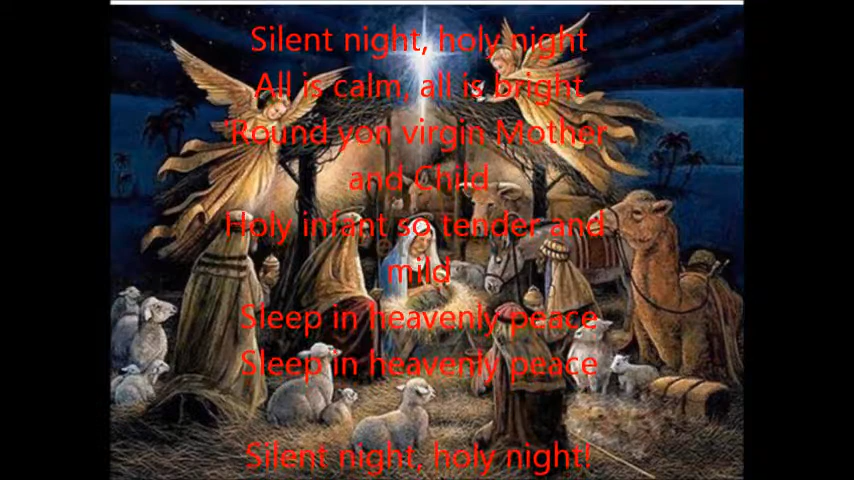 Silent night, holy night
All is calm, all is bright
'Round yon virgin Mother
and Child
Holy infant so tender and
mild
Sleep in heavenly peace
Sleep in heavenly peace
Silent night, holy night!